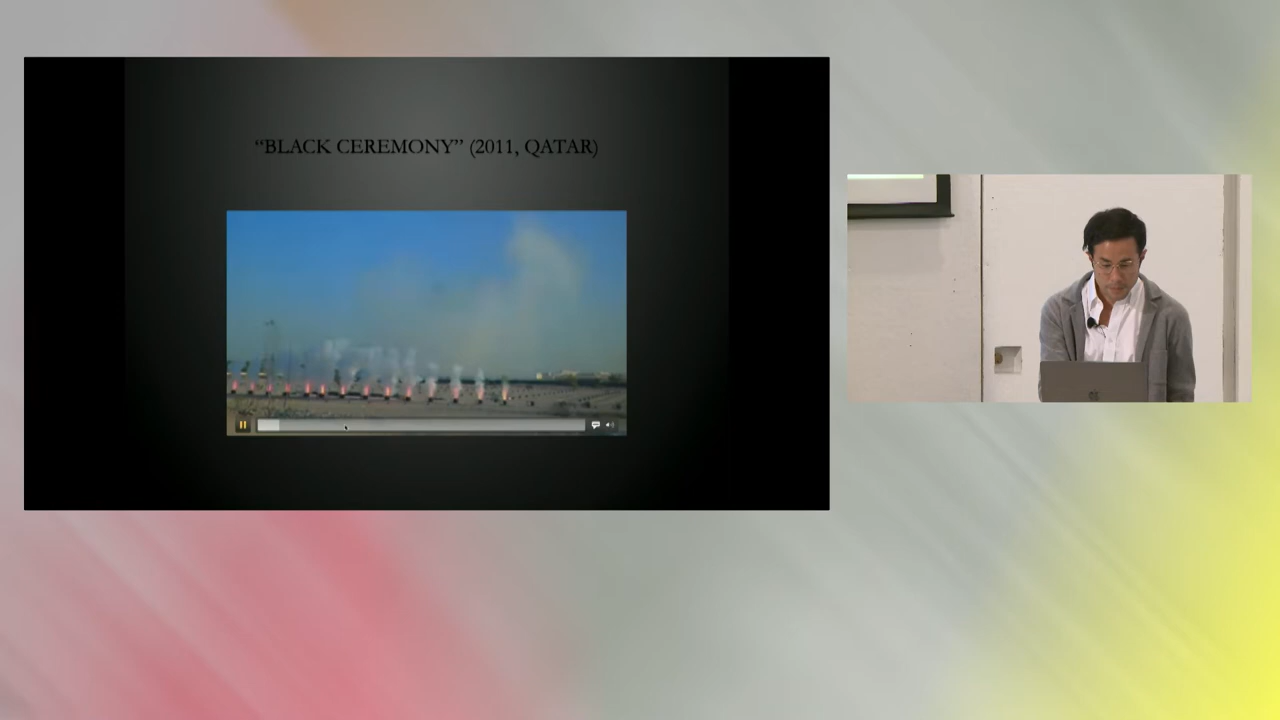 “BLACK CEREMONY” (2011, QATAR)